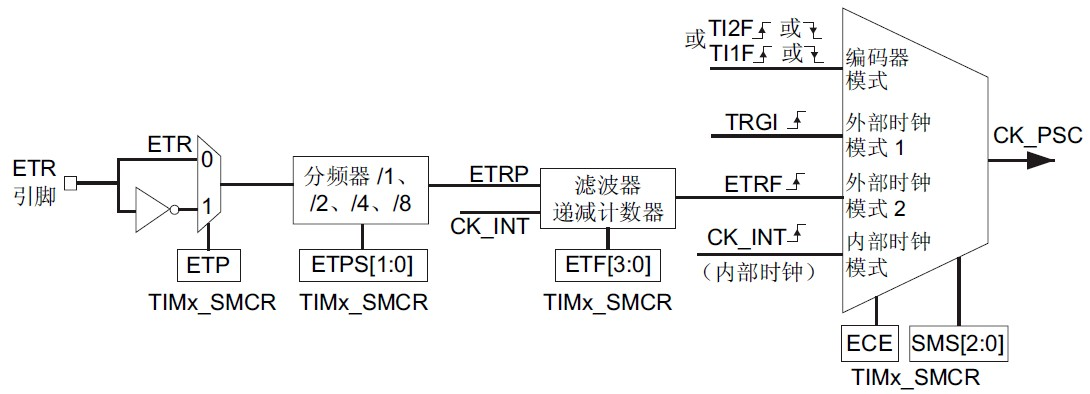 ETR
引脚
ETR
0
1
ETP
TIMx_SMCR
分频器 /1、
/2、/4、/8
ETPS[1:0]
TIMx_SMCR
ETRP
CK_INT
滤波器
递减计数器
ETF[3:0]
TIMx_SMCR
或 TI2F 或
TI1F 或
TRGI
ETRF
CK_INT
（内部时钟）
编码器
模式
外部时钟
模式 1
外部时钟
模式 2
内部时钟
模式
CK_PSC
ECE
SMS[2:0]
TIMx_SMCR